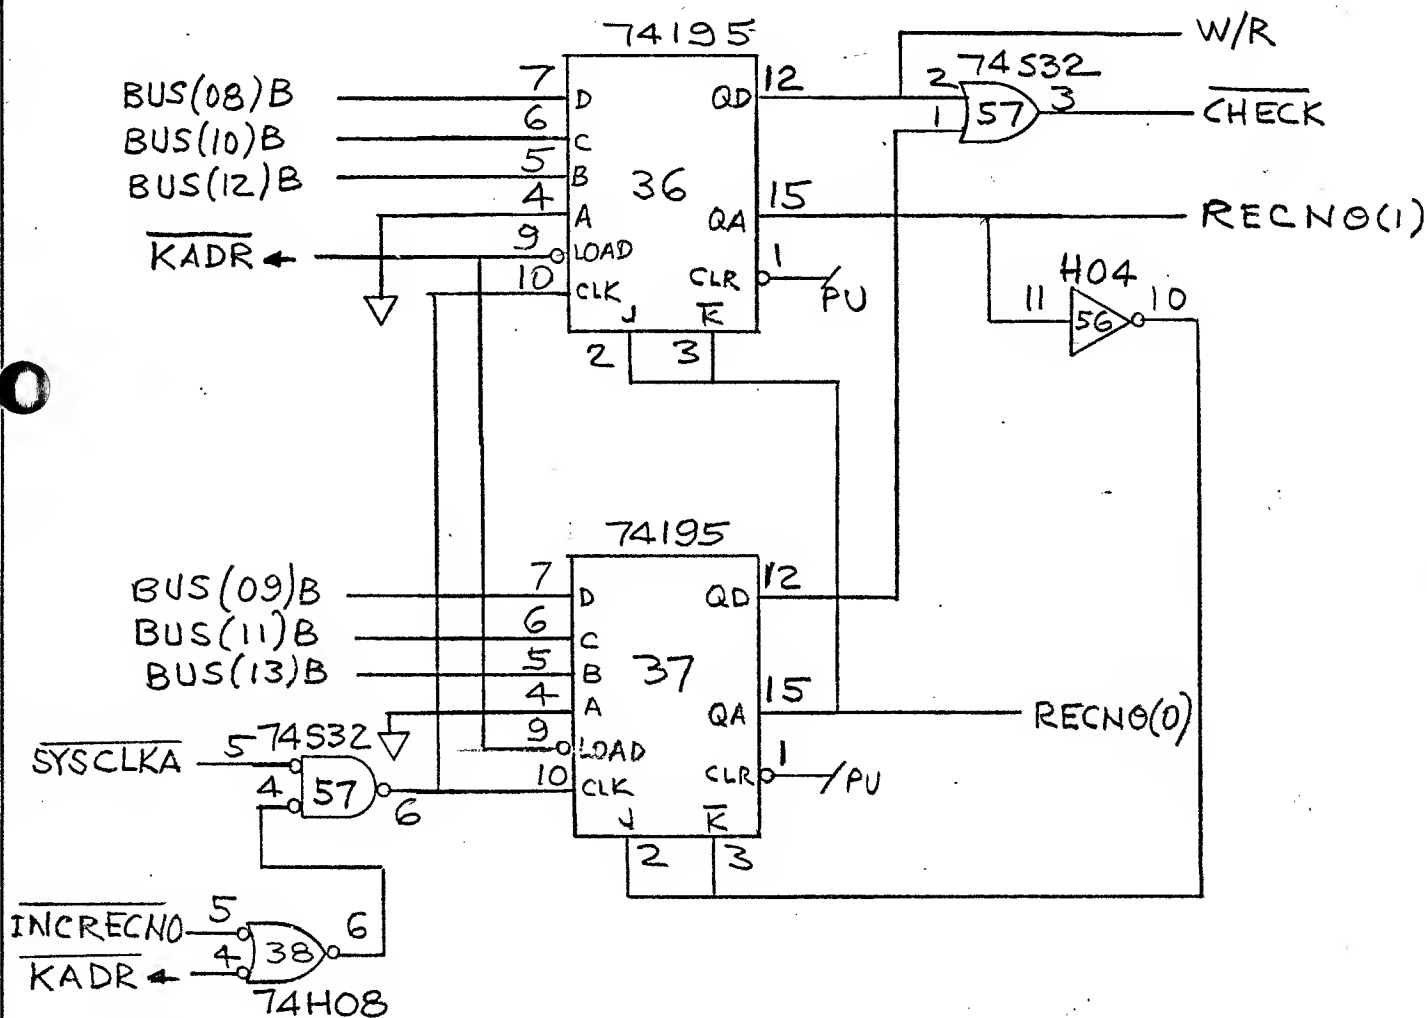 74195
W/R
BUS(08)B 7 D QD 12 2 74S32
BUS(10)B 6 C 1 57 3 CHECK
BUS(12)B 5 B 36
4 A QA 15 RECNO(1)
KADR 9 LOAD
10 CLK CLR 1 PU
J K
2 3
H04
11 56 10
74195
BUS(09)B 7 D QD 12
BUS(11)B 6 C
BUS(13)B 5 B 37
4 A QA 15 RECNO(0)
9 LOAD
10 CLK CLR 1 PU
J K
2 3
SYSCLKA 5 74S32
4 57 6
INCRECNO 5 6
KADR 4 38
74H08